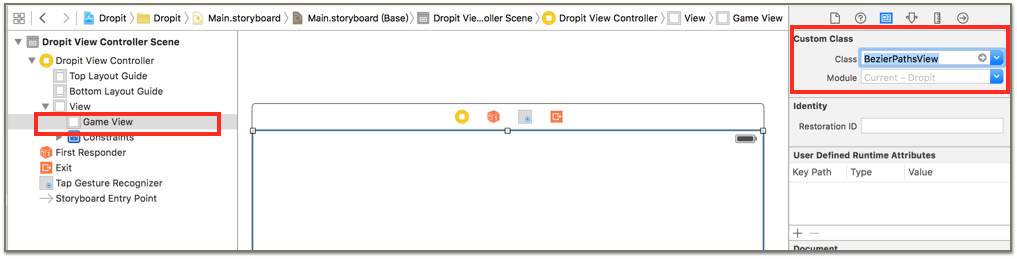 Dropit Dropit Main.storyboard Main.storyboard (Base) Dropit Vie...oller Scene Dropit View Controller View Game View
Dropit View Controller Scene
Dropit View Controller
Top Layout Guide
Bottom Layout Guide
View
Game View
Constraints
First Responder
Exit
Tap Gesture Recognizer
Storyboard Entry Point
Custom Class
Class BezierPathsView
Module Current – Dropit
Identity
Restoration ID
User Defined Runtime Attributes
Key Path Type Value
Document